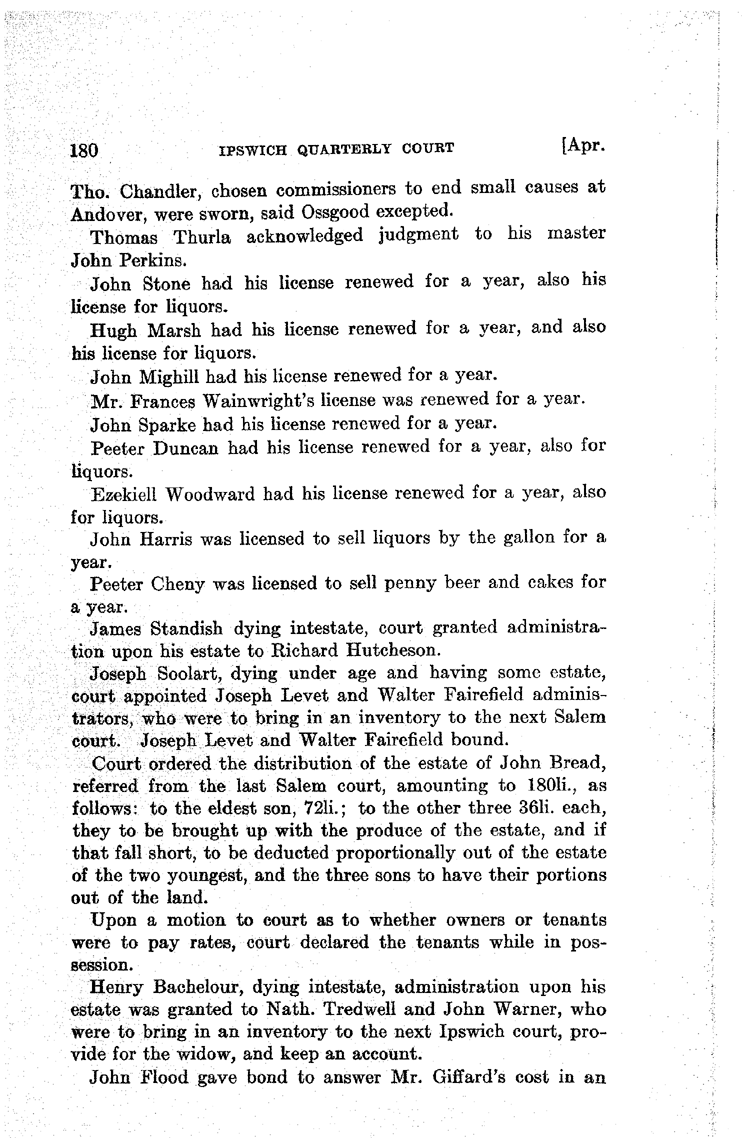 180 IPSWICH QUARTERLY COURT [Apr.
Tho. Chandler, chosen commissioners to end small causes at
Andover, were sworn, said Ossgood excepted.
Thomas Thurla acknowledged judgment to his master
John Perkins.
John Stone had his license renewed for a year, also his
license for liquors.
Hugh Marsh had his license renewed for a year, and also
his license for liquors.
John Mighill had his license renewed for a year.
Mr. Frances Wainwright's license was renewed for a year.
John Sparke had his license renewed for a year.
Peeter Duncan had his license renewed for a year, also for
liquors.
Ezekiell Woodward had his license renewed for a year, also
for liquors.
John Harris was licensed to sell liquors by the gallon for a
year.
Peeter Cheny was licensed to sell penny beer and cakes for
a year.
James Standish dying intestate, court granted administra-
tion upon his estate to Richard Hutcheson.
Joseph Soolart, dying under age and having some estate,
court appointed Joseph Levet and Walter Fairefield adminis-
trators, who were to bring in an inventory to the next Salem
court. Joseph Levet and Walter Fairefield bound.
Court ordered the distribution of the estate of John Bread,
referred from the last Salem court, amounting to 180li., as
follows: to the eldest son, 72li.; to the other three 36li. each,
they to be brought up with the produce of the estate, and if
that fall short, to be deducted proportionally out of the estate
of the two youngest, and the three sons to have their portions
out of the land.
Upon a motion to court as to whether owners or tenants
were to pay rates, court declared the tenants while in pos-
session.
Henry Bachelour, dying intestate, administration upon his
estate was granted to Nath. Tredwell and John Warner, who
were to bring in an inventory to the next Ipswich court, pro-
vide for the widow, and keep an account.
John Flood gave bond to answer Mr. Giffard's cost in an